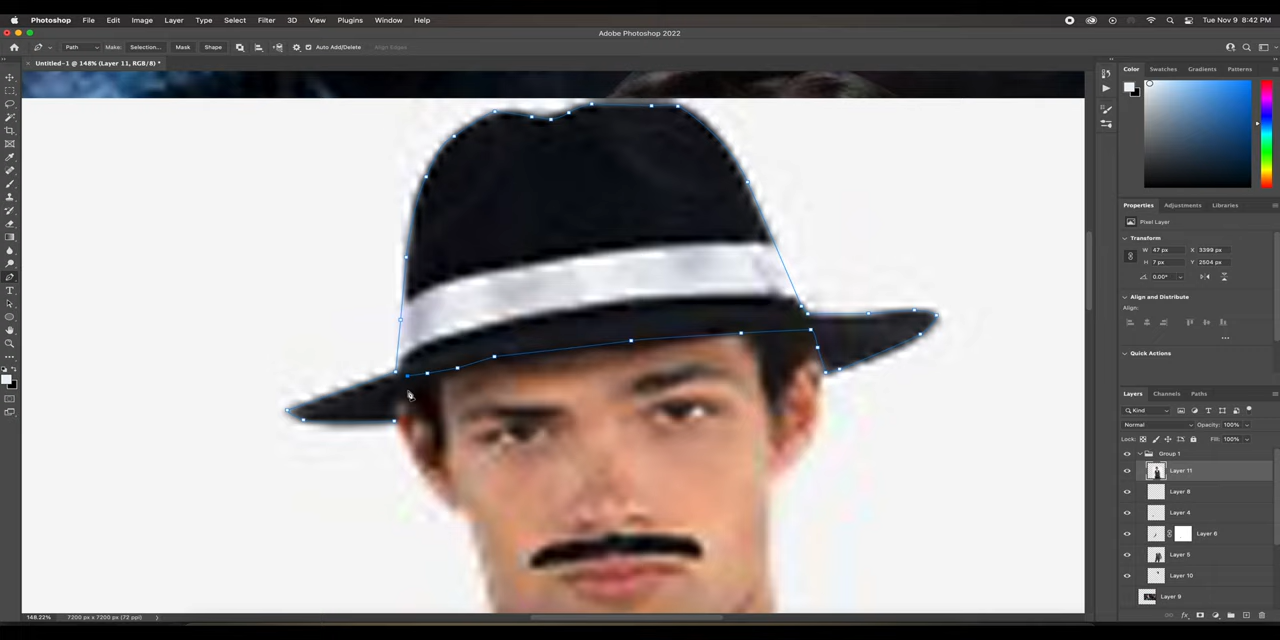 Photoshop File Edit Image Layer Type Select Filter 3D View Plugins Window Help Tue Nov 9 8:42 PM
Adobe Photoshop 2022
Path Make: Selection... Mask Shape Auto Add/Delete Align Edges
Untitled-1 @ 148% (Layer 11, RGB/8) *
Color Swatches Gradients Patterns
Properties Adjustments Libraries
Pixel Layer
Transform
W 47 px X 3399 px
H 7 px Y 2504 px
0.00°
Align and Distribute
Align:
Quick Actions
Layers Channels Paths
Kind
Normal Opacity: 100%
Lock: Fill: 100%
Group 1
Layer 11
Layer 8
Layer 4
Layer 6
Layer 5
Layer 10
Layer 9
148.22% 7200 px x 7200 px (72 ppi)